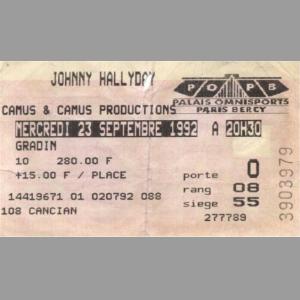 JOHNNY HALLYDAY
POPB
PALAIS OMNISPORTS
PARIS BERCY
CAMUS & CAMUS PRODUCTIONS
MERCREDI 23 SEPTEMBRE 1992 A 20H30
GRADIN
10 280.00 F
+15.00 F / PLACE
14419671 01 020792 088
108 CANCIAN
porte 0
rang 08
siege 55
277789
3903979